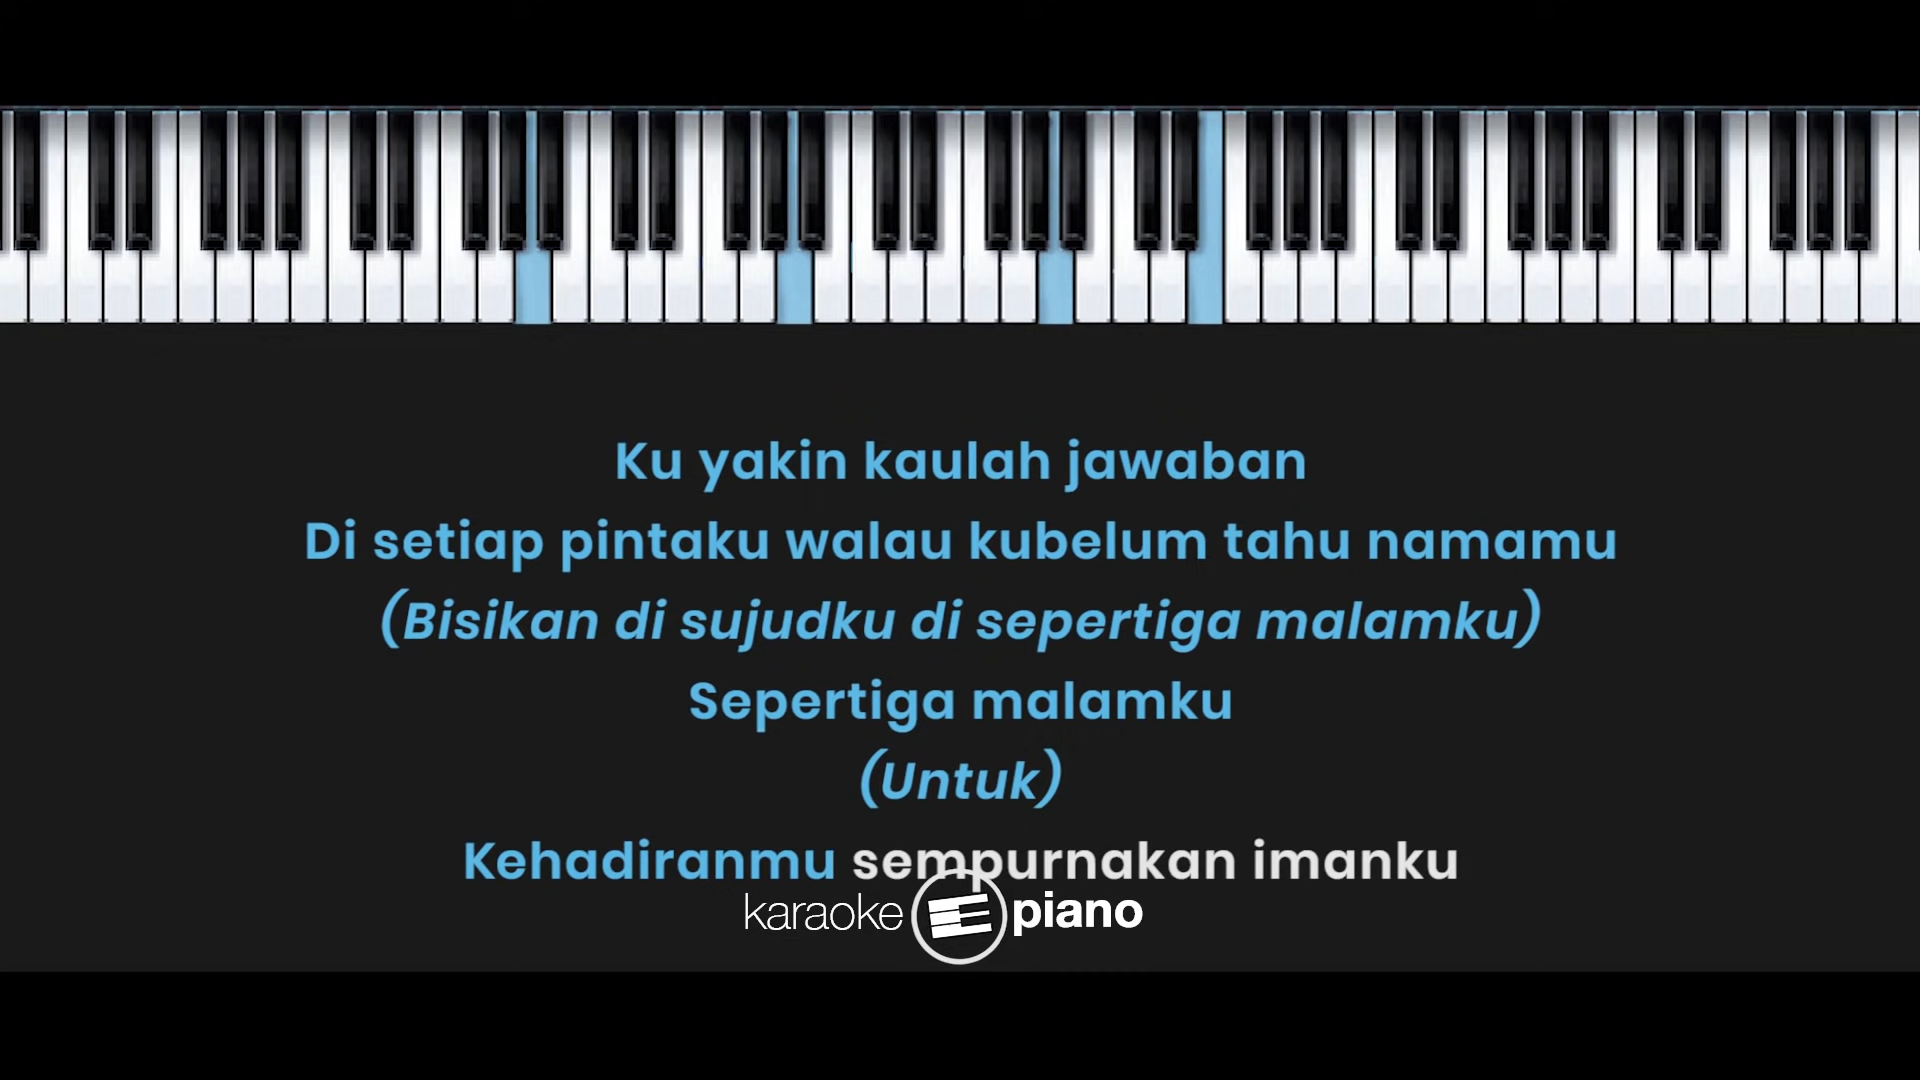 Ku yakin kaulah jawaban
Di setiap pintaku walau kubelum tahu namamu
(Bisikan di sujudku di sepertiga malamku)
Sepertiga malamku
(Untuk)
Kehadiranmu sempurnakan imanku
karaoke piano